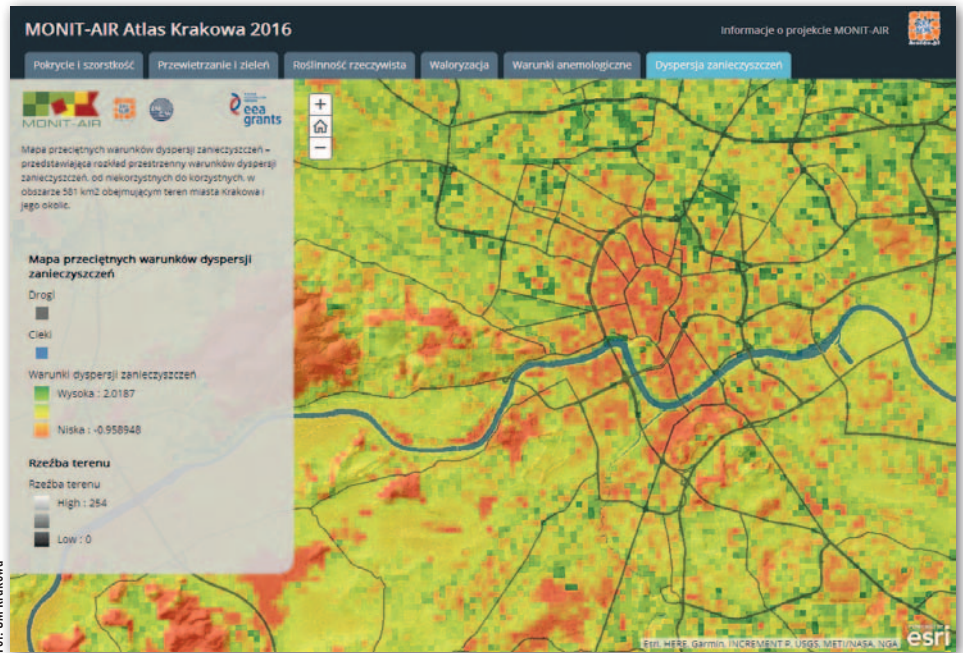 MONIT-AIR Atlas Krakowa 2016
Informacje o projekcie MONIT-AIR
Pokrycie i szorstkość
Przewietrzanie i zieleń
Roślinność rzeczywista
Waloryzacja
Warunki anemologiczne
Dyspersja zanieczyszczeń
MONIT-AIR
eea
grants
Mapa przeciętnych warunków dyspersji zanieczyszczeń –
przedstawiająca rozkład przestrzenny warunków dyspersji
zanieczyszczeń, od niekorzystnych do korzystnych, w
obszarze 581 km2 obejmującym teren miasta Krakowa i
jego okolic.
Mapa przeciętnych warunków dyspersji
zanieczyszczeń
Drogi
Cieki
Warunki dyspersji zanieczyszczeń
Wysoka : 2.0187
Niska : -0.958948
Rzeźba terenu
Rzeźba terenu
High : 254
Low : 0
Esri, HERE, Garmin, INCREMENT P, USGS, METI/NASA, NGA
esri